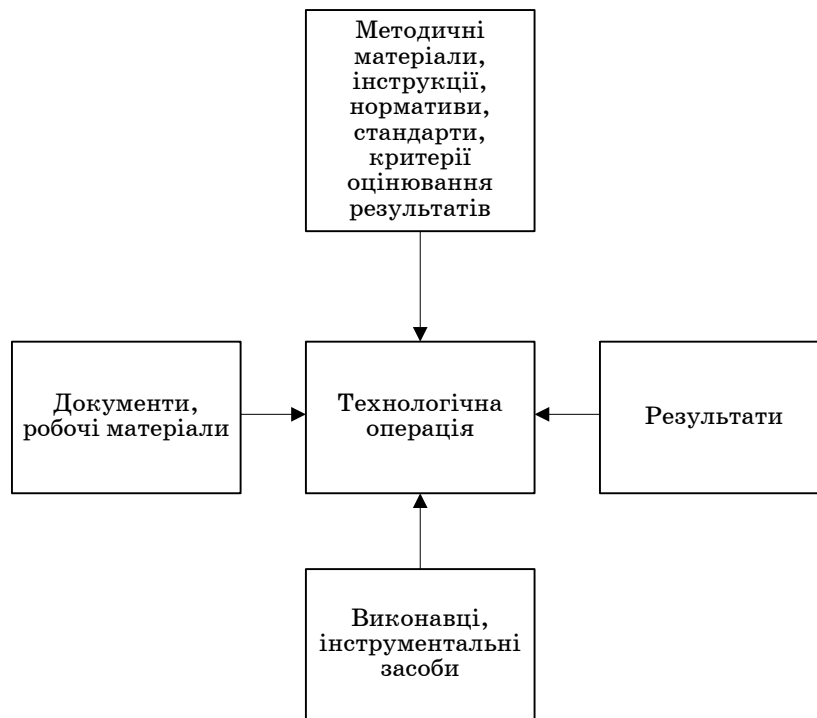 Методичні
матеріали,
інструкції,
нормативи,
стандарти,
критерії
оцінювання
результатів
Документи,
робочі матеріали
Технологічна
операція
Результати
Виконавці,
інструментальні
засоби